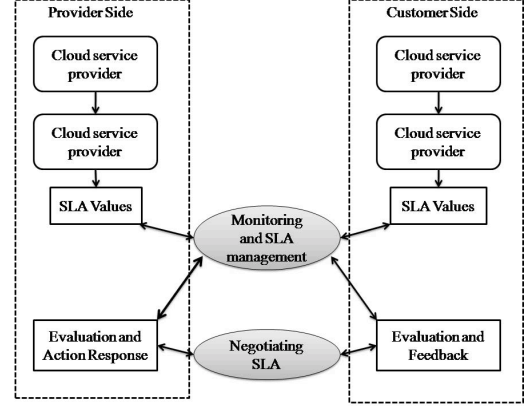 Provider Side
Cloud service
provider
Cloud service
provider
SLA Values
Evaluation and
Action Response
Monitoring
and SLA
management
Negotiating
SLA
Customer Side
Cloud service
provider
Cloud service
provider
SLA Values
Evaluation and
Feedback